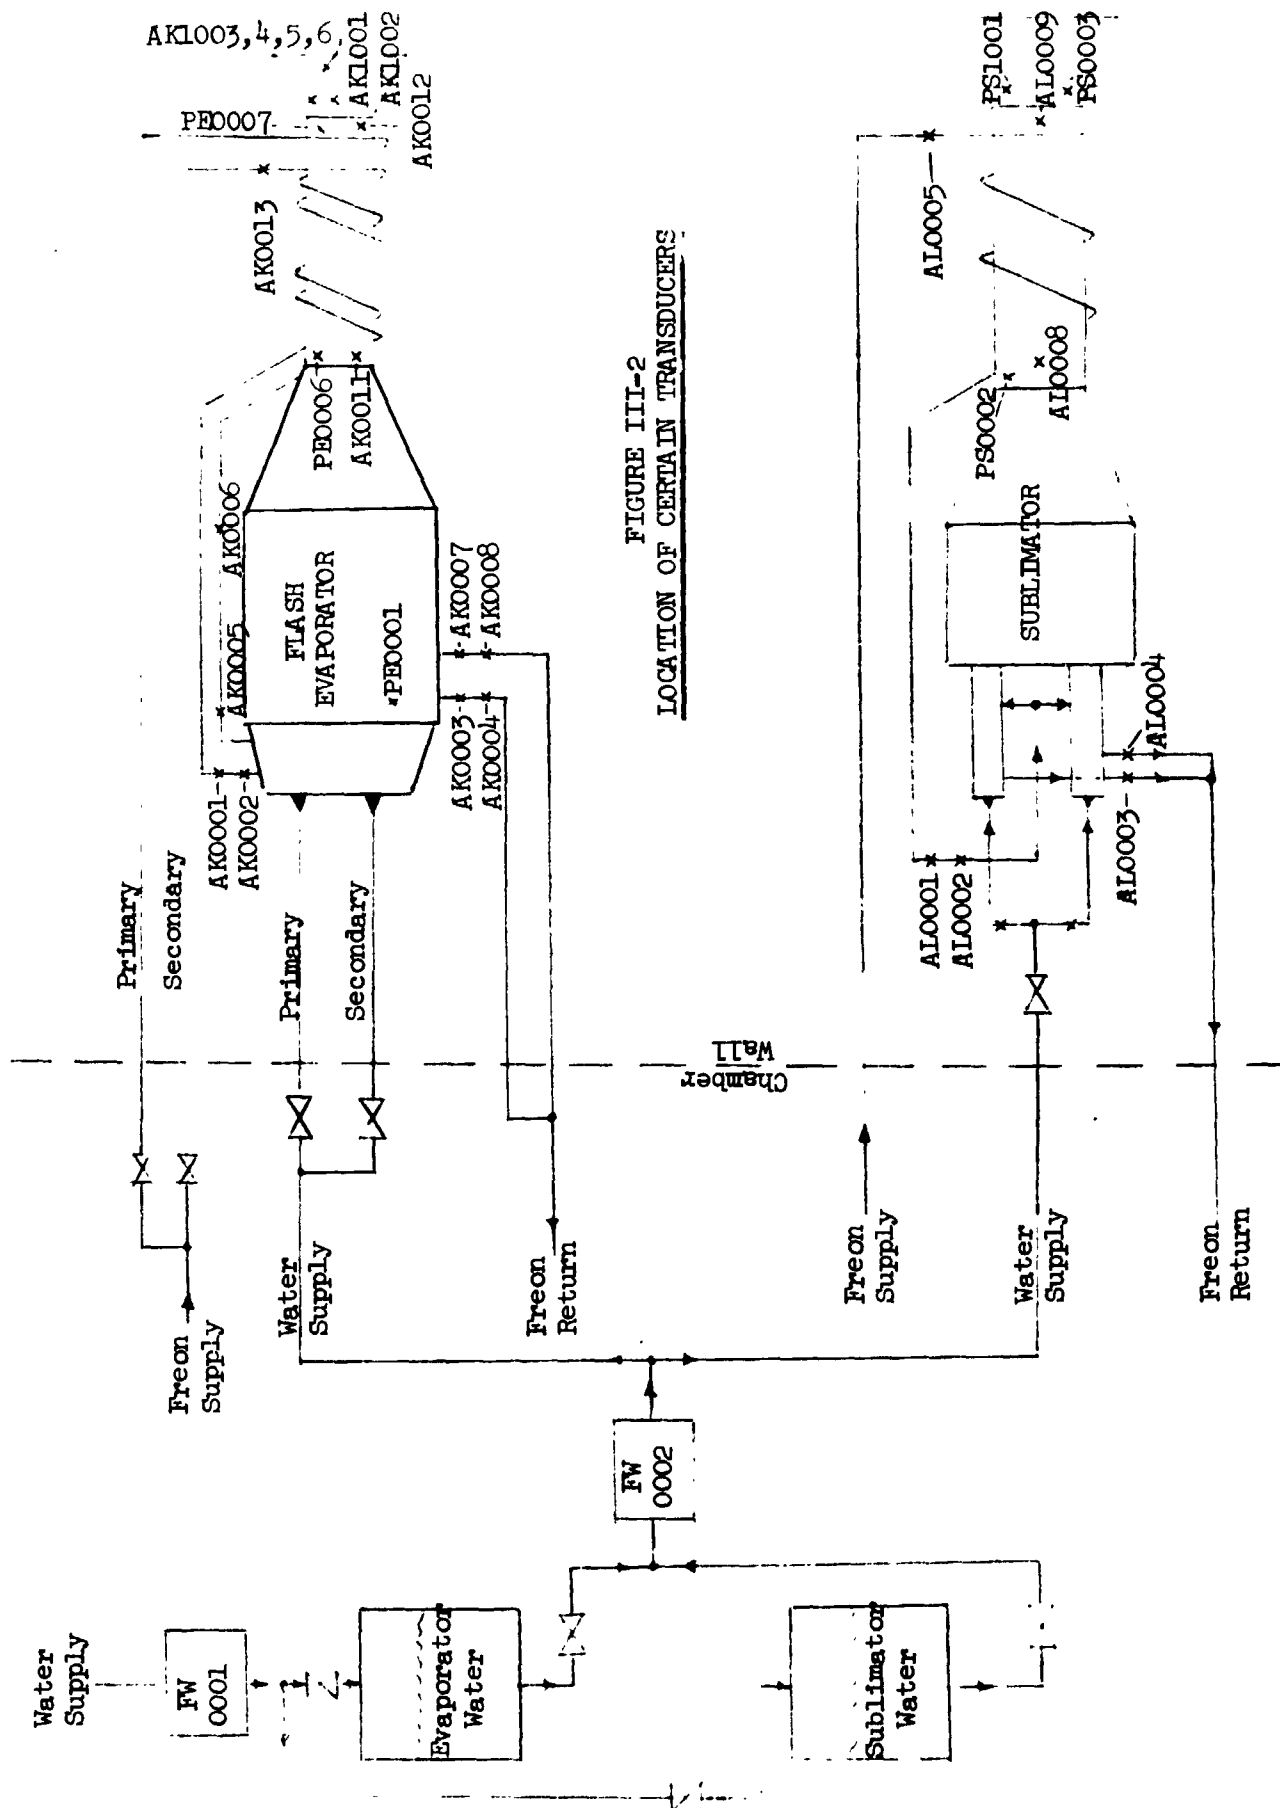 AK1003,4,5,6
AK1001
AK1002
PE0007
AK0012
AK0013
PE0006
AK0011
AK0006
AK0005
FLASH
EVAPORATOR
PE0001
AK0007
AK0008
AK0003
AK0004
AK0001
AK0002
Primary
Secondary
Primary
Secondary
Freon
Supply
Water
Supply
Freon
Return
FIGURE III-2
LOCATION OF CERTAIN TRANSDUCERS
Chamber
Wall
PS1001
AL0009
PS0003
AL0005
PS0002
AL0008
SUBLIMATOR
AL0004
AL0003
AL0001
AL0002
Freon
Supply
Water
Supply
Freon
Return
FW
0002
Water
Supply
FW
0001
Evaporator
Water
Sublimator
Water